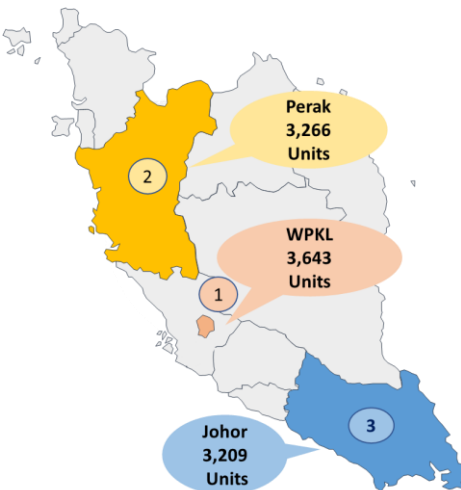 Perak
3,266
Units
2
WPKL
3,643
Units
1
3
Johor
3,209
Units